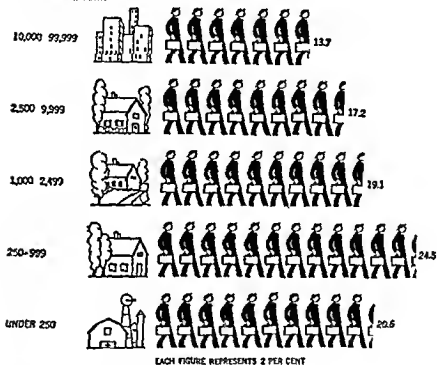 10,000 99,999 13.7
2,500 9,999 17.2
1,000 2,499 19.1
250-999 24.3
UNDER 250 20.6
EACH FIGURE REPRESENTS 2 PER CENT